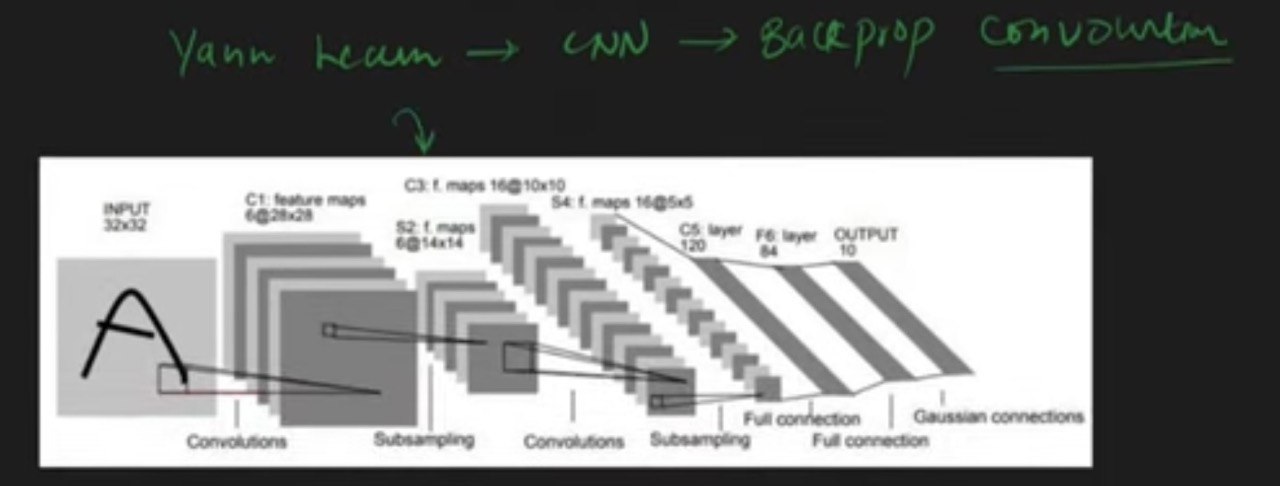 Yann Lecun → CNN → Backprop Convolution
C3: f. maps 16@10x10
INPUT
32x32
C1: feature maps
6@28x28
S2: f. maps
6@14x14
S4: f. maps 16@5x5
C5: layer
120
F6: layer
84
OUTPUT
10
A
Convolutions
Subsampling
Convolutions
Subsampling
Full connection
Full connection
Gaussian connections